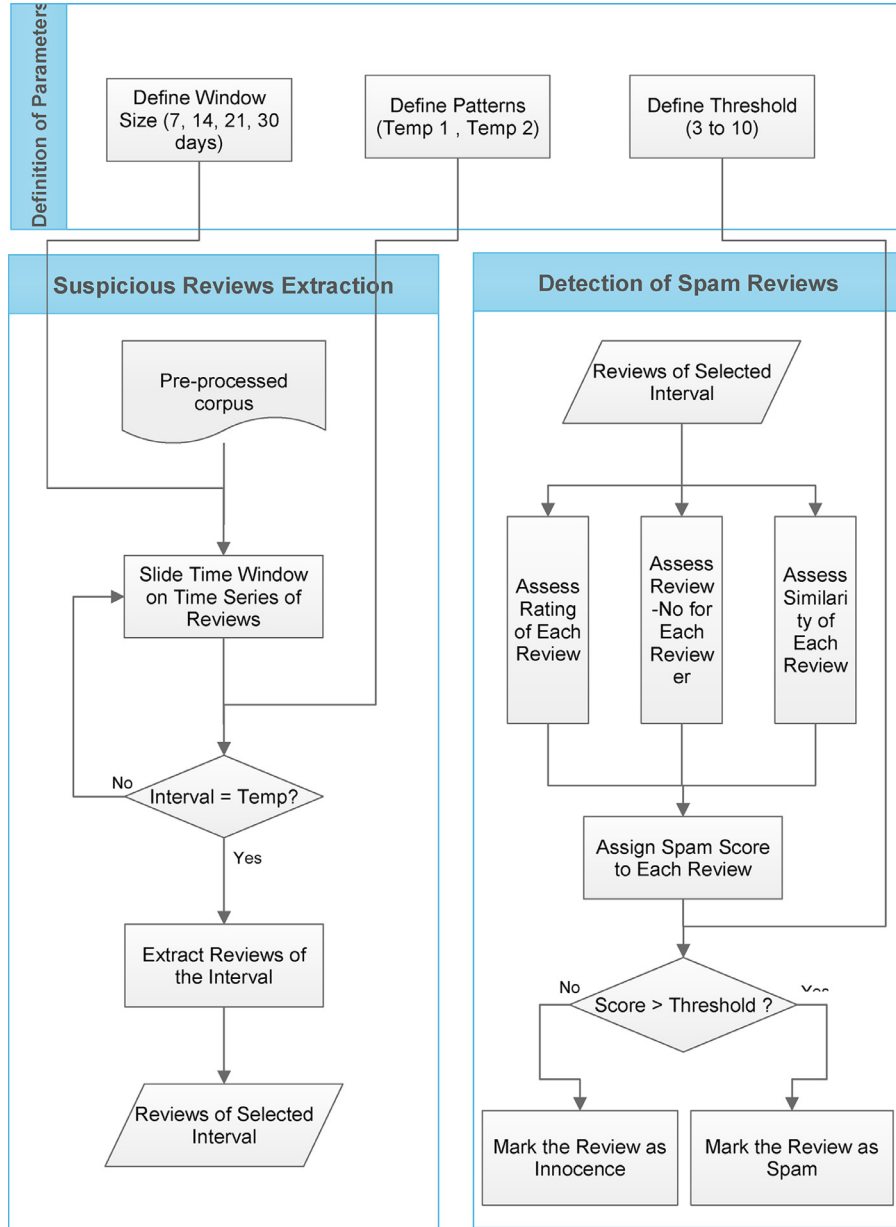 Definition of Parameters
Define Window
Size (7, 14, 21, 30
days)
Define Patterns
(Temp 1 , Temp 2)
Define Threshold
(3 to 10)
Suspicious Reviews Extraction
Pre-processed
corpus
Slide Time Window
on Time Series of
Reviews
No
Interval = Temp?
Yes
Extract Reviews of
the Interval
Reviews of Selected
Interval
Detection of Spam Reviews
Reviews of Selected
Interval
Assess
Rating
of Each
Review
Assess
Review
-No for
Each
Review
er
Assess
Similari
ty of
Each
Review
Assign Spam Score
to Each Review
No
Yes
Score > Threshold ?
Mark the Review as
Innocence
Mark the Review as
Spam